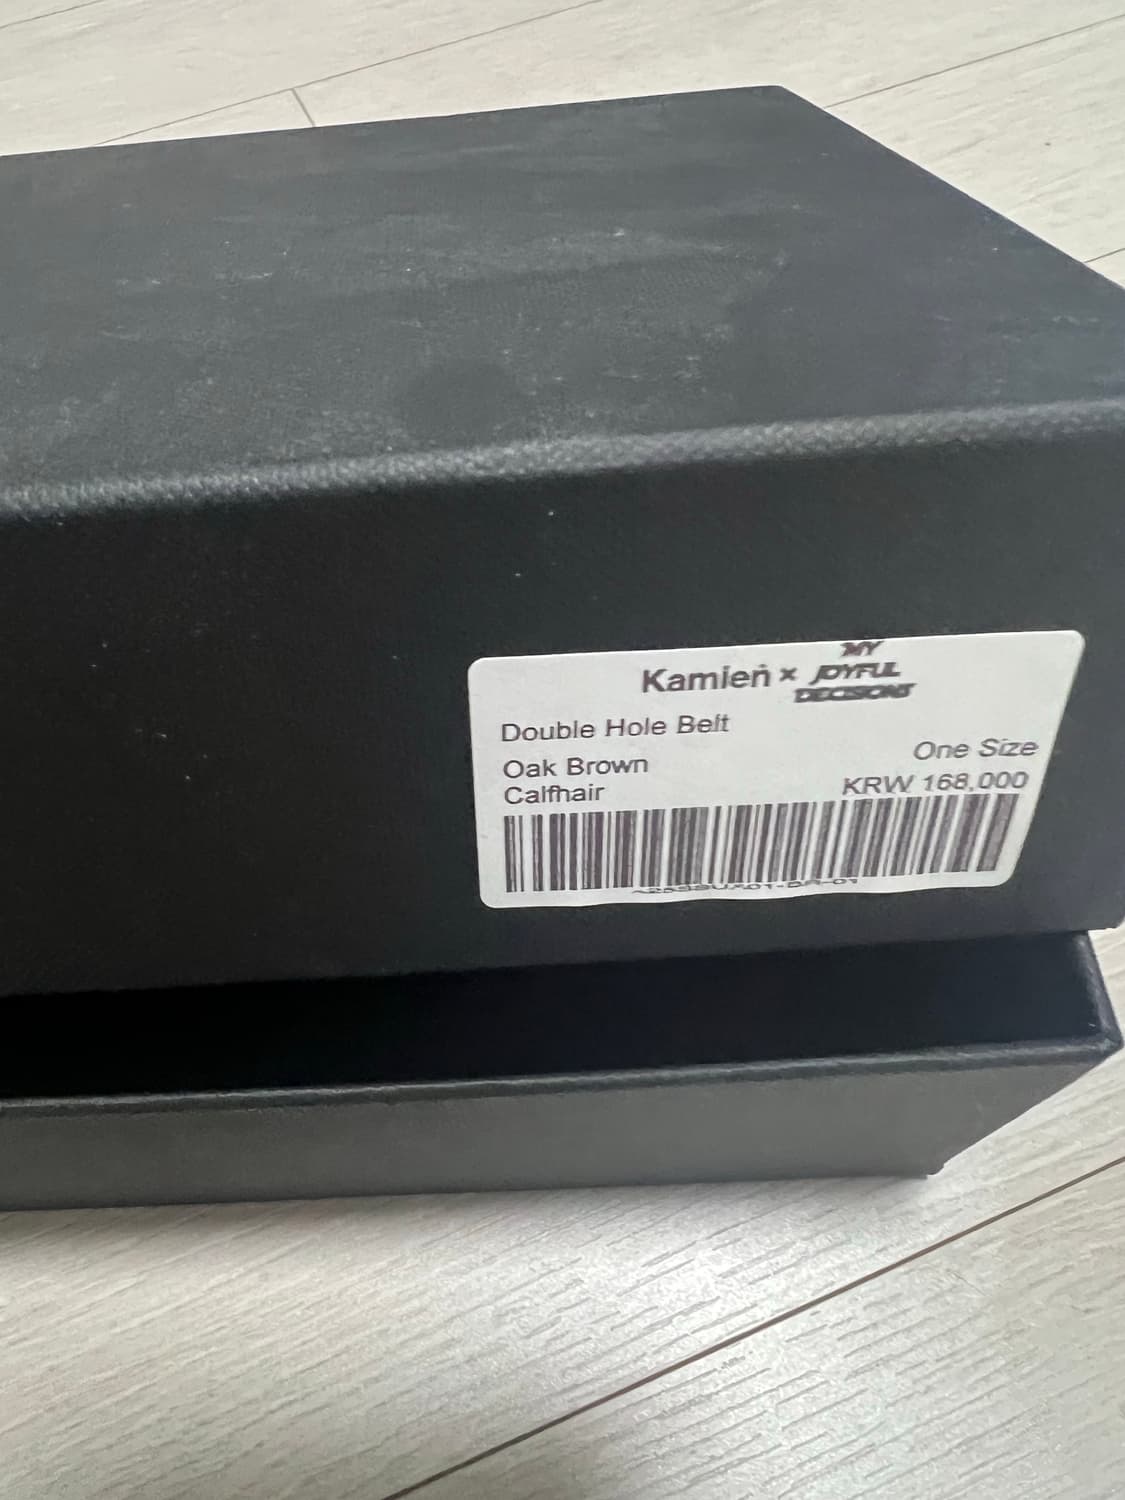 Kamień × MY JOYFUL DECISIONS
Double Hole Belt
Oak Brown
One Size
Calfhair
KRW 168,000